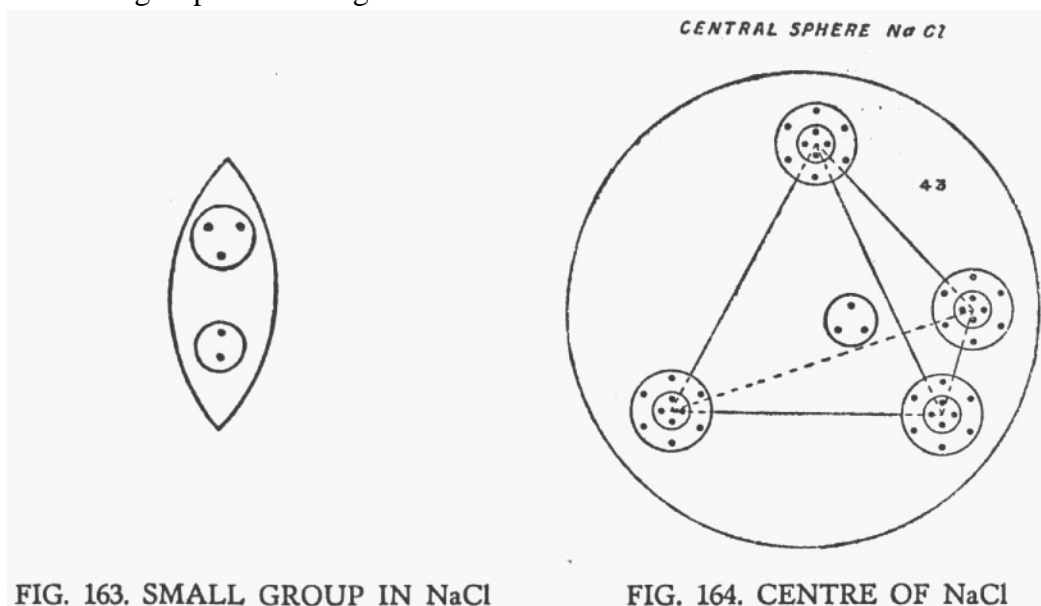 CENTRAL SPHERE Na Cl
43
FIG. 163. SMALL GROUP IN NaCl
FIG. 164. CENTRE OF NaCl